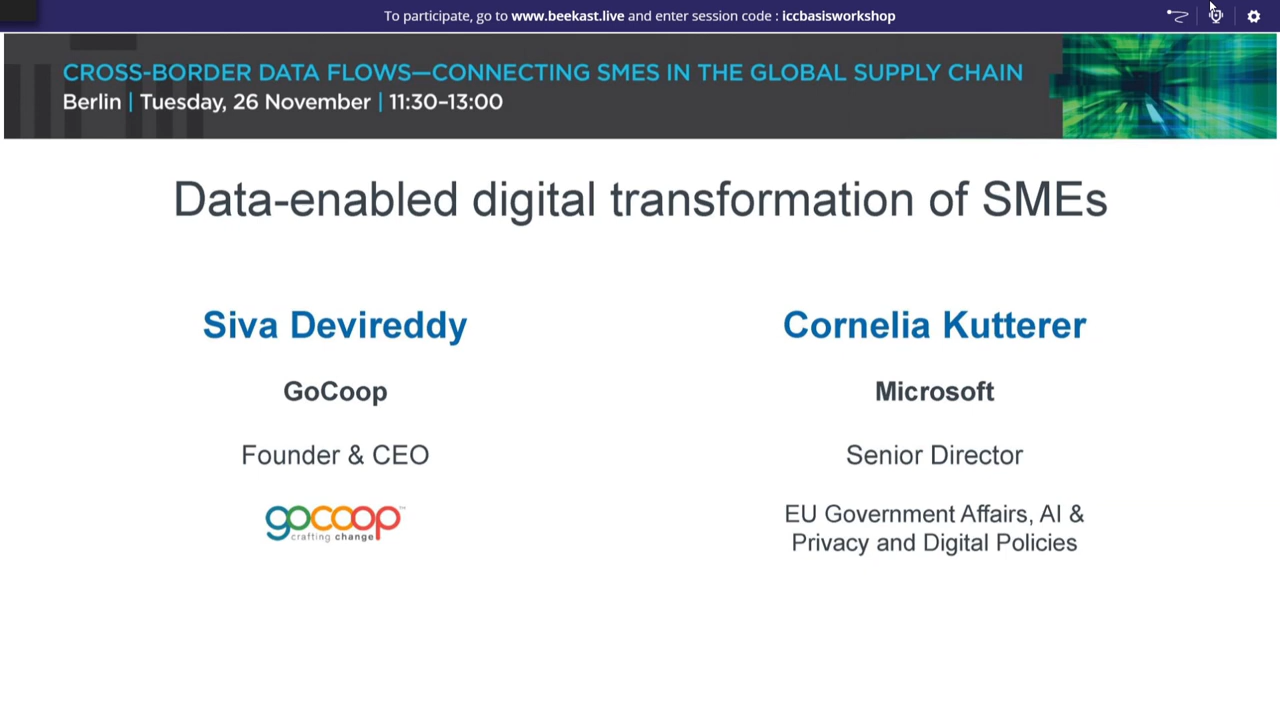 To participate, go to www.beekast.live and enter session code : iccbasisworkshop
CROSS-BORDER DATA FLOWS—CONNECTING SMES IN THE GLOBAL SUPPLY CHAIN
Berlin | Tuesday, 26 November | 11:30–13:00
Data-enabled digital transformation of SMEs
Siva Devireddy
GoCoop
Founder & CEO
gocoop™
crafting change
Cornelia Kutterer
Microsoft
Senior Director
EU Government Affairs, AI &
Privacy and Digital Policies